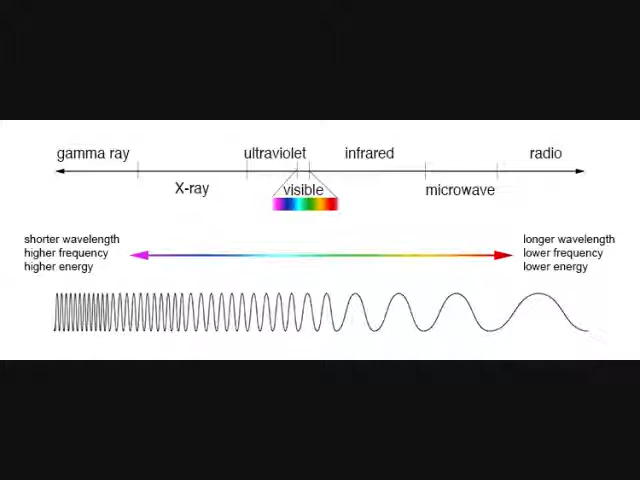 gamma ray
ultraviolet
infrared
radio
X-ray
visible
microwave
shorter wavelength
higher frequency
higher energy
longer wavelength
lower frequency
lower energy